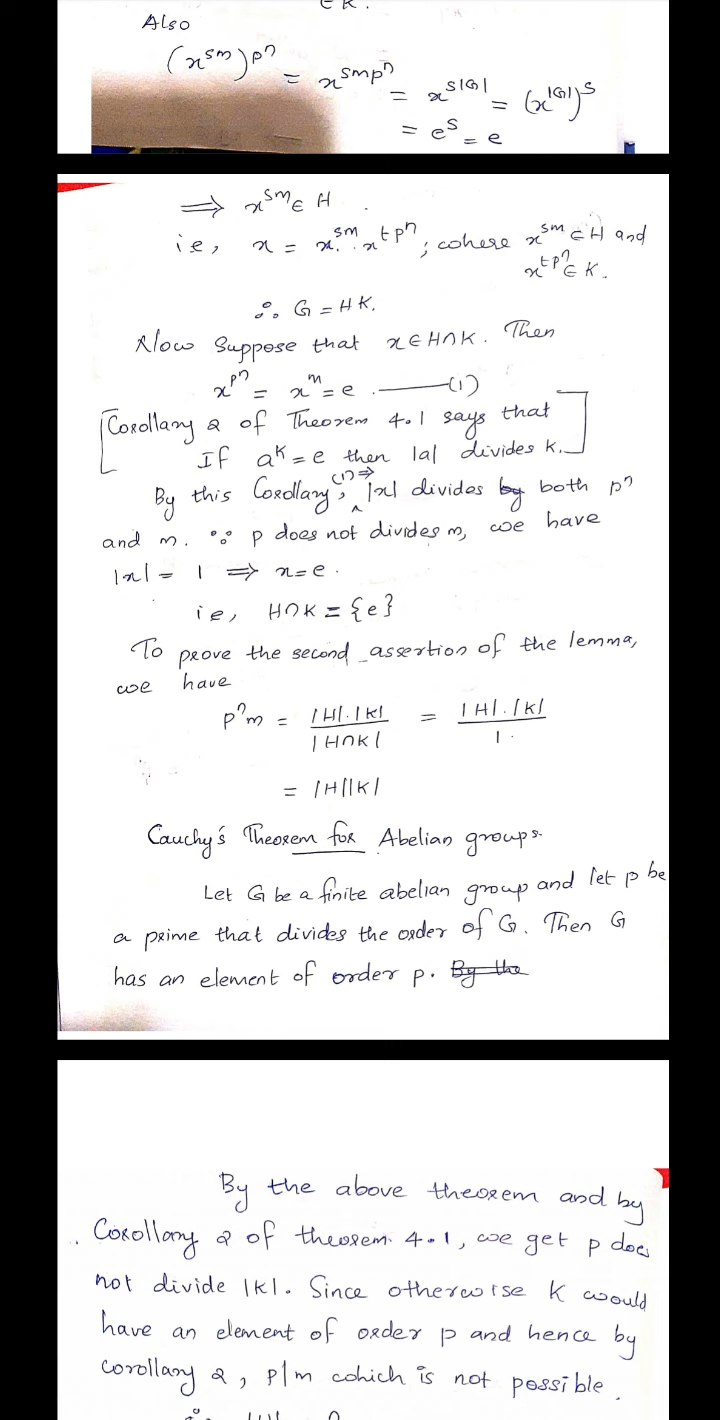 ∈ K.
Also
(x^sm)^p^n = x^smp^n
= x^s|G| = (x^|G|)^s
= e^s = e
⟹ x^sm ∈ H.
ie, x = x^sm . x^tp^n ; where x^sm ∈ H and
x^tp^n ∈ K.
∴ G = HK.
Now Suppose that x ∈ H∩K. Then
x^p^n = x^m = e. —— (1)
[Corollary 2 of Theorem 4.1 says that
If a^k = e then |a| divides k.]
By this Corollary, (1) ⇒ |x| divides by both p^n
and m. ∵ p does not divides m, we have
|x| = 1 ⟹ x = e.
ie, H∩K = {e}
To prove the second assertion of the lemma,
we have
p^n m = |H|.|K| / |H∩K| = |H|.|K| / 1.
= |H||K|
Cauchy's Theorem for Abelian groups.
Let G be a finite abelian group and let p be
a prime that divides the order of G. Then G
has an element of order p. By the
By the above theorem and by
Corollary 2 of theorem 4.1, we get p does
not divide |K|. Since otherwise K would
have an element of order p and hence by
corollary 2, p|m which is not possible.